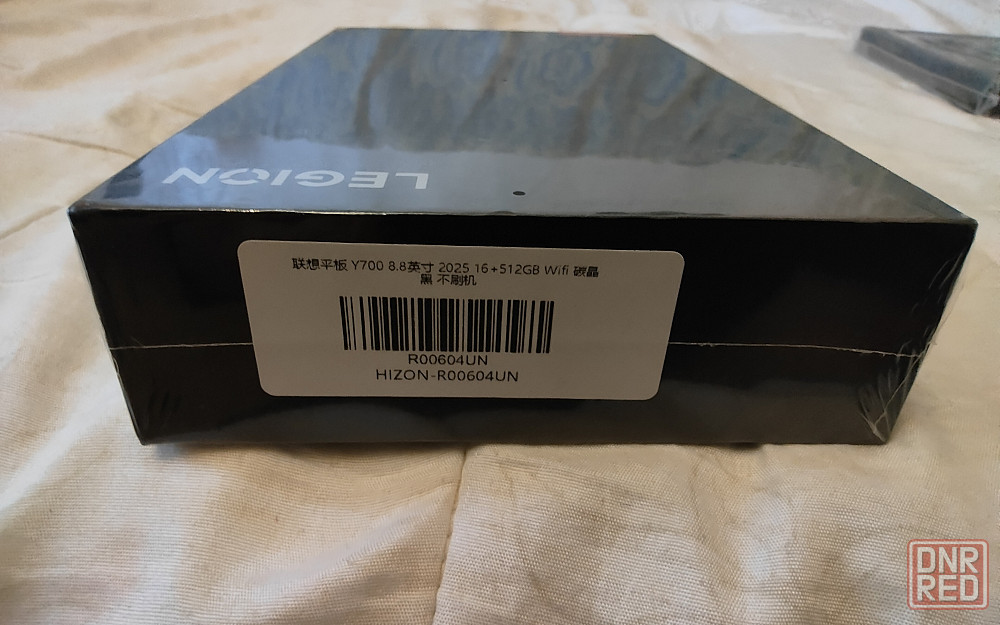 LEGION
联想平板 Y700 8.8英寸 2025 16+512GB Wifi 碳晶
黑 不刷机
R00604UN
HIZON-R00604UN
DNR
RED